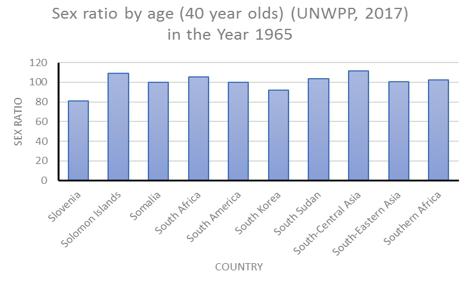 Sex ratio by age (40 year olds) (UNWPP, 2017)
in the Year 1965
120
100
80
60
40
20
0
SEX RATIO
Slovenia
Solomon Islands
Somalia
South Africa
South America
South Korea
South Sudan
South-Central Asia
South-Eastern Asia
Southern Africa
COUNTRY